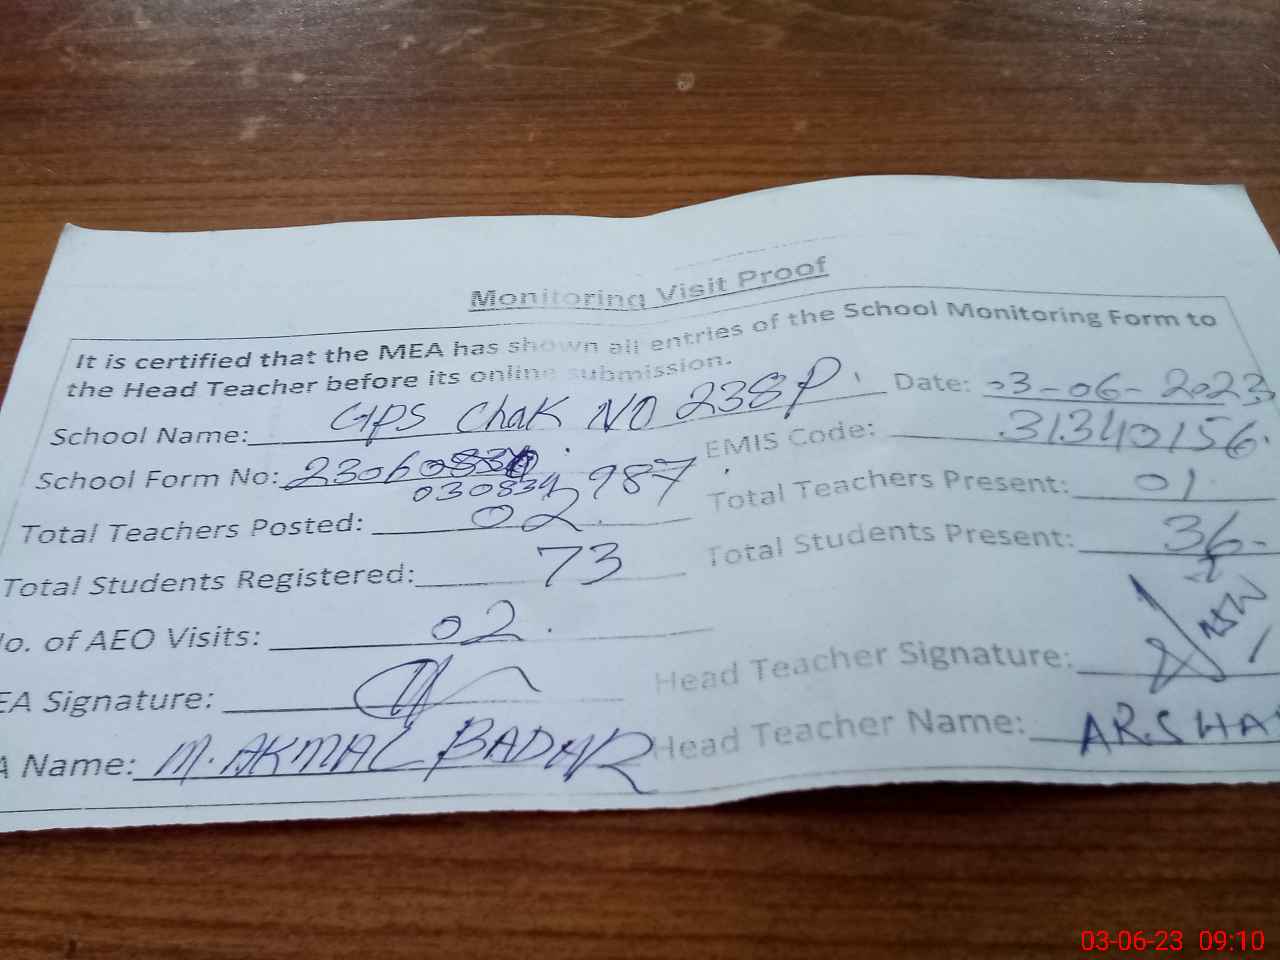 Monitoring Visit Proof
It is certified that the MEA has shown all entries of the School Monitoring Form to
the Head Teacher before its online submission.
School Name: GPS Chak NO 238P. Date: 03-06-2023
School Form No: 23060834 EMIS Code: 31340156
030834,987
Total Teachers Posted: 02. Total Teachers Present: 01
Total Students Registered: 73 Total Students Present: 36-
No. of AEO Visits: 02.
EA Signature: Head Teacher Signature:
A Name: M. AKMAL BADAR Head Teacher Name: ARSHA
03-06-23 09:10